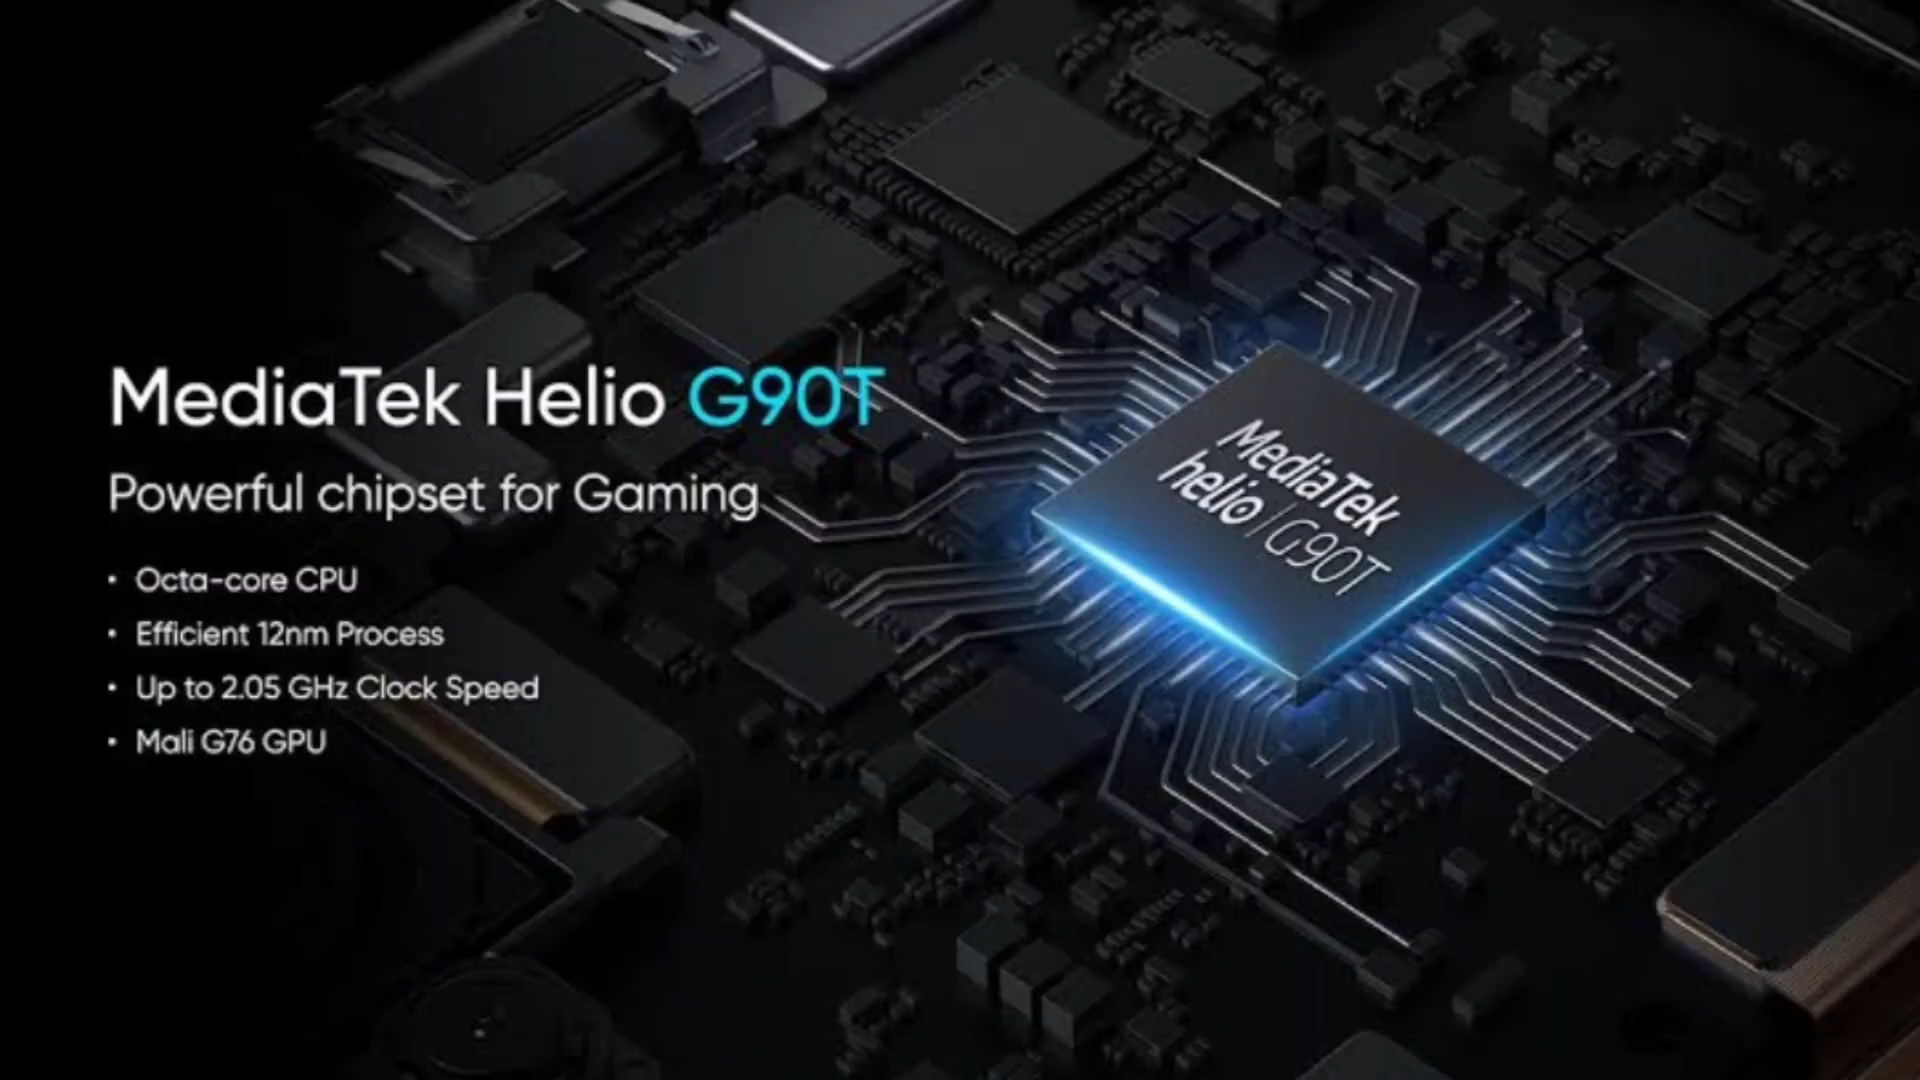 MediaTek Helio G90T
Powerful chipset for Gaming
• Octa-core CPU
• Efficient 12nm Process
• Up to 2.05 GHz Clock Speed
• Mali G76 GPU
MediaTek
helio | G90T